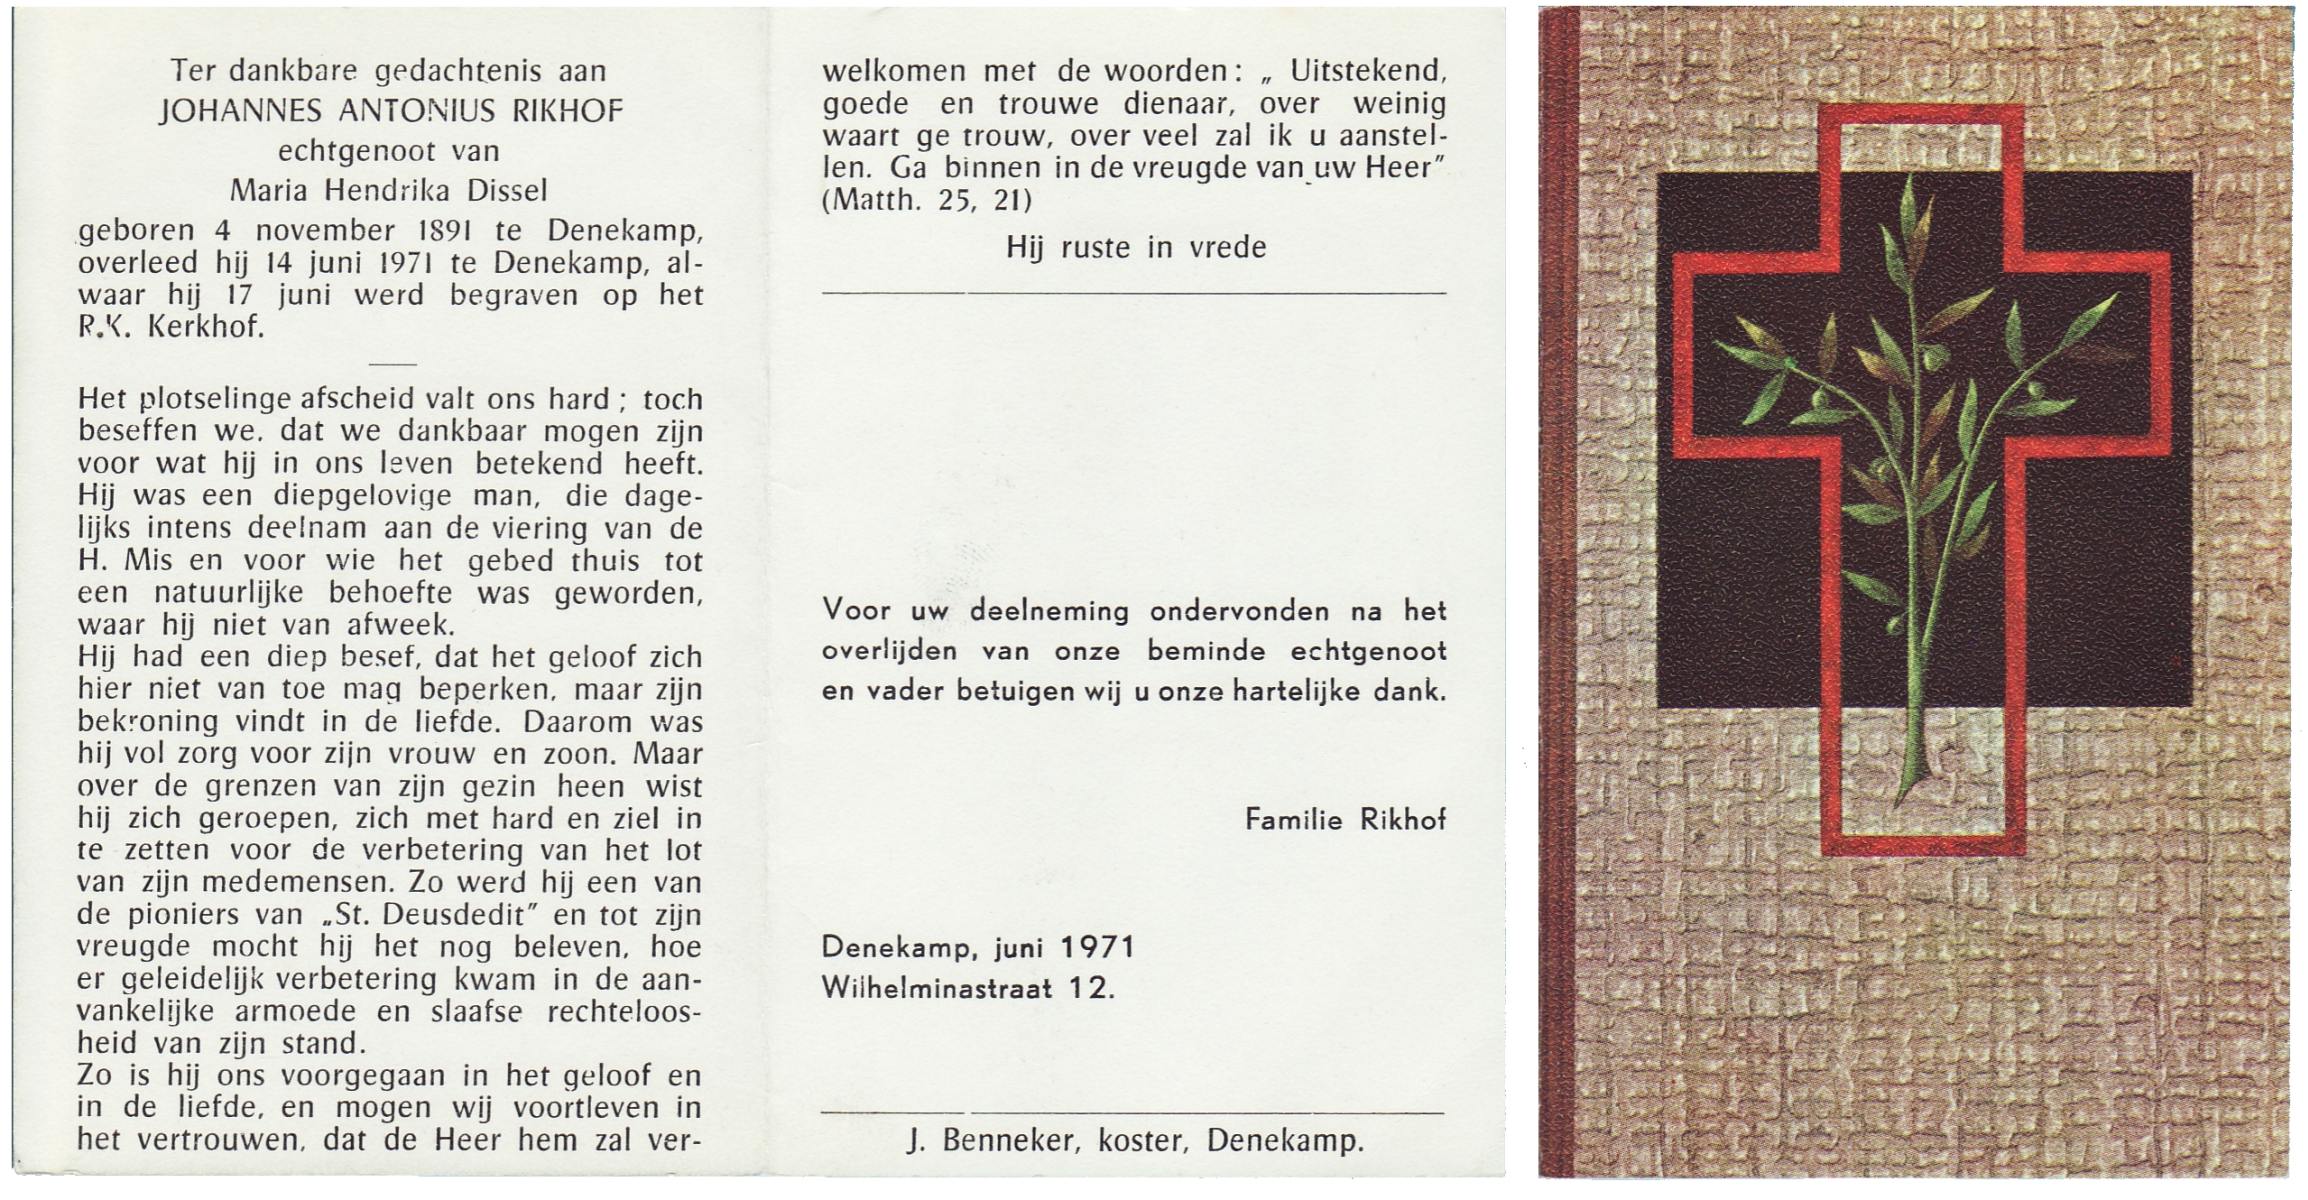 Ter dankbare gedachtenis aan
JOHANNES ANTONIUS RIKHOF
echtgenoot van
Maria Hendrika Dissel
geboren 4 november 1891 te Denekamp,
overleed hij 14 juni 1971 te Denekamp, al-
waar hij 17 juni werd begraven op het
R.K. Kerkhof.
Het plotselinge afscheid valt ons hard ; toch
beseffen we. dat we dankbaar mogen zijn
voor wat hij in ons leven betekend heeft.
Hij was een diepgelovige man, die dage-
lijks intens deelnam aan de viering van de
H. Mis en voor wie het gebed thuis tot
een natuurlijke behoefte was geworden,
waar hij niet van afweek.
Hij had een diep besef, dat het geloof zich
hier niet van toe mag beperken, maar zijn
bekroning vindt in de liefde. Daarom was
hij vol zorg voor zijn vrouw en zoon. Maar
over de grenzen van zijn gezin heen wist
hij zich geroepen, zich met hard en ziel in
te zetten voor de verbetering van het lot
van zijn medemensen. Zo werd hij een van
de pioniers van „St. Deusdedit” en tot zijn
vreugde mocht hij het nog beleven, hoe
er geleidelijk verbetering kwam in de aan-
vankelijke armoede en slaafse rechteloos-
heid van zijn stand.
Zo is hij ons voorgegaan in het geloof en
in de liefde, en mogen wij voortleven in
het vertrouwen, dat de Heer hem zal ver-
welkomen met de woorden: „ Uitstekend,
goede en trouwe dienaar, over weinig
waart ge trouw, over veel zal ik u aanstel-
len. Ga binnen in de vreugde van uw Heer”
(Matth. 25, 21)
Hij ruste in vrede
Voor uw deelneming ondervonden na het
overlijden van onze beminde echtgenoot
en vader betuigen wij u onze hartelijke dank.
Familie Rikhof
Denekamp, juni 1971
Wilhelminastraat 12.
J. Benneker, koster, Denekamp.